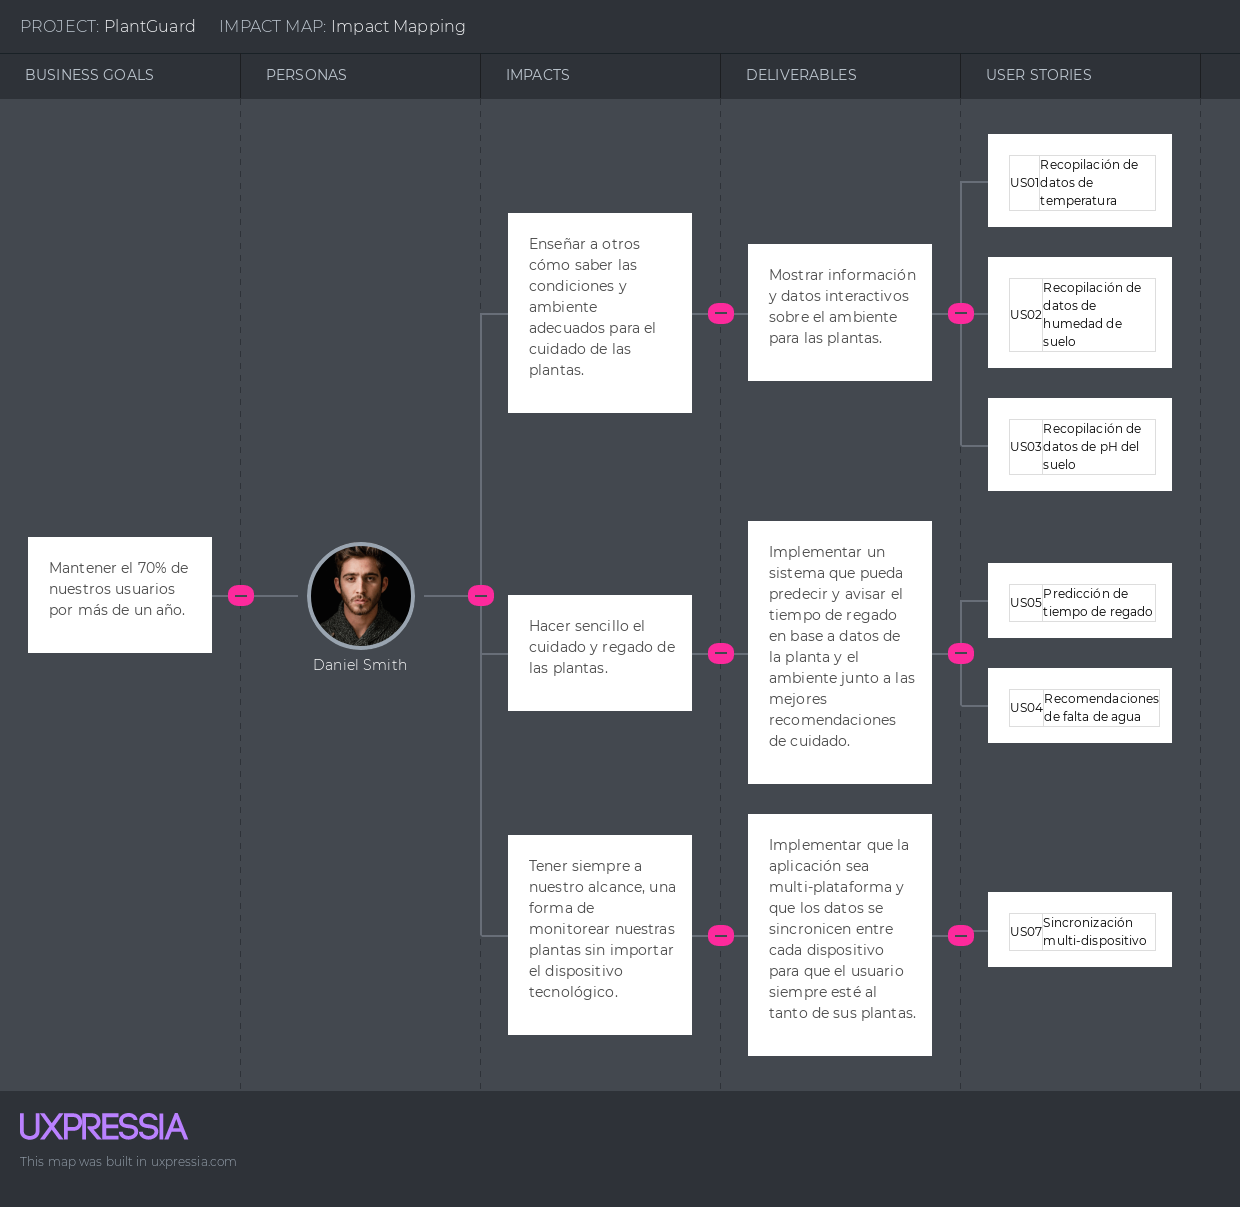 PROJECT: PlantGuard IMPACT MAP: Impact Mapping
BUSINESS GOALS
PERSONAS
IMPACTS
DELIVERABLES
USER STORIES
Mantener el 70% de
nuestros usuarios
por más de un año.
Daniel Smith
Enseñar a otros
cómo saber las
condiciones y
ambiente
adecuados para el
cuidado de las
plantas.
Mostrar información
y datos interactivos
sobre el ambiente
para las plantas.
US01
Recopilación de
datos de
temperatura
US02
Recopilación de
datos de
humedad de
suelo
US03
Recopilación de
datos de pH del
suelo
Hacer sencillo el
cuidado y regado de
las plantas.
Implementar un
sistema que pueda
predecir y avisar el
tiempo de regado
en base a datos de
la planta y el
ambiente junto a las
mejores
recomendaciones
de cuidado.
US05
Predicción de
tiempo de regado
US04
Recomendaciones
de falta de agua
Tener siempre a
nuestro alcance, una
forma de
monitorear nuestras
plantas sin importar
el dispositivo
tecnológico.
Implementar que la
aplicación sea
multi-plataforma y
que los datos se
sincronicen entre
cada dispositivo
para que el usuario
siempre esté al
tanto de sus plantas.
US07
Sincronización
multi-dispositivo
UXPRESSIA
This map was built in uxpressia.com